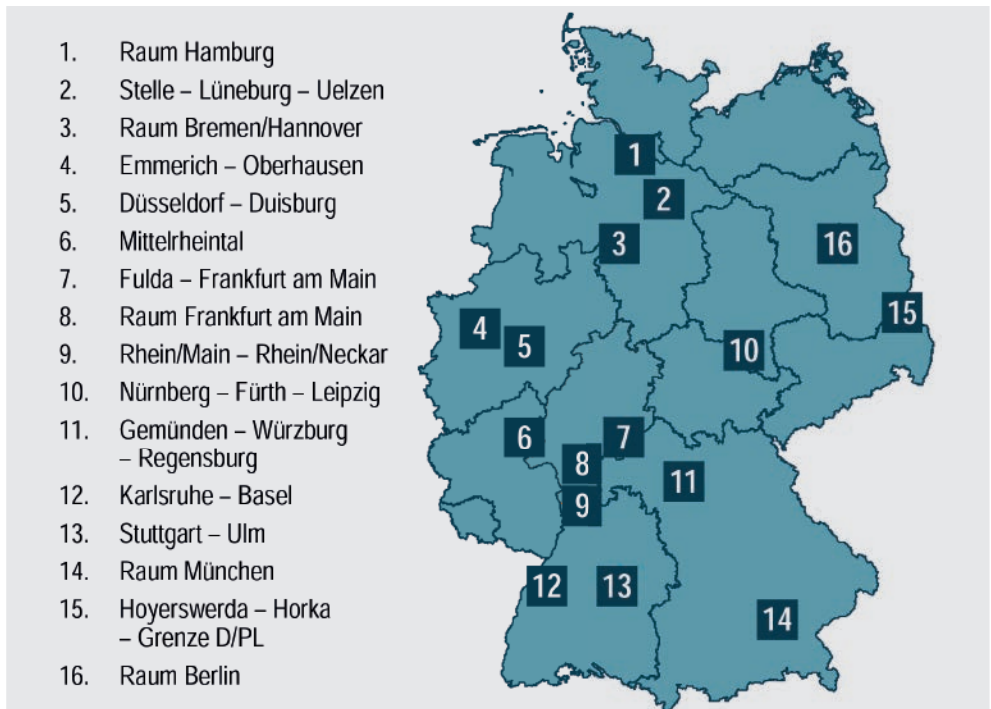 1. Raum Hamburg
2. Stelle – Lüneburg – Uelzen
3. Raum Bremen/Hannover
4. Emmerich – Oberhausen
5. Düsseldorf – Duisburg
6. Mittelrheintal
7. Fulda – Frankfurt am Main
8. Raum Frankfurt am Main
9. Rhein/Main – Rhein/Neckar
10. Nürnberg – Fürth – Leipzig
11. Gemünden – Würzburg
– Regensburg
12. Karlsruhe – Basel
13. Stuttgart – Ulm
14. Raum München
15. Hoyerswerda – Horka
– Grenze D/PL
16. Raum Berlin
1
2
3
16
15
4
5
10
6
7
8
11
9
12
13
14